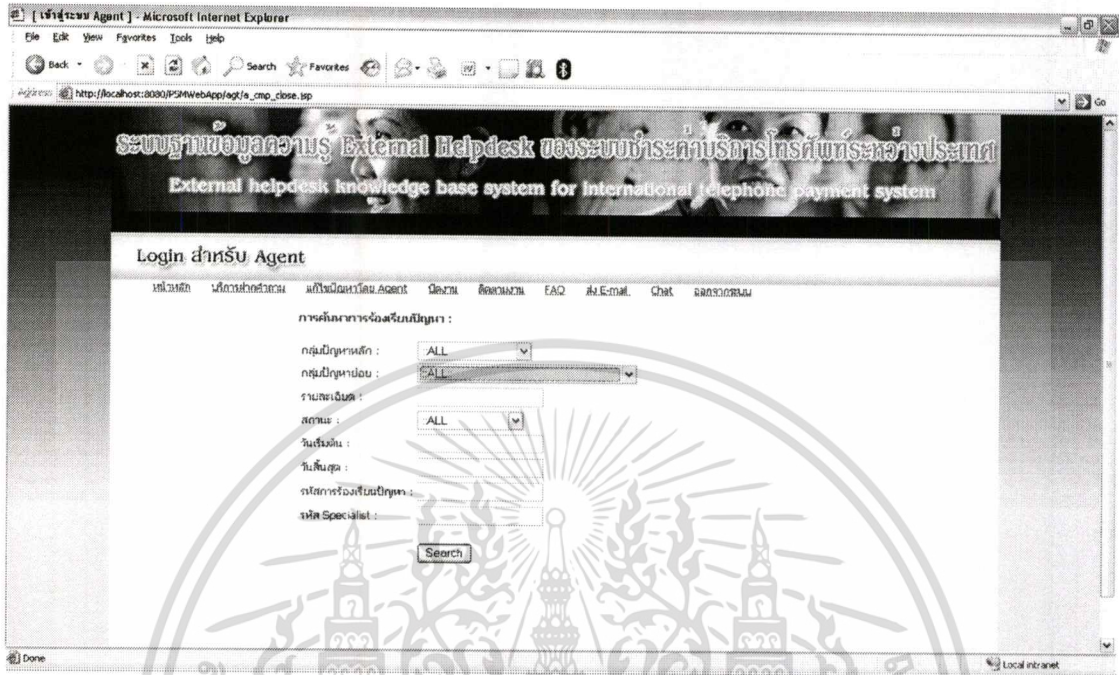 [ เข้าสู่ระบบ Agent ] - Microsoft Internet Explorer
File Edit View Favorites Tools Help
Back Search Favorites
Address http://localhost:8080/PSMWebApp/agt/a_cmp_close.jsp Go
ระบบฐานข้อมูลความรู้ External Helpdesk ของระบบชำระค่าบริการโทรศัพท์ระหว่างประเทศ
External helpdesk knowledge base system for international telephone payment system
Login สำหรับ Agent
หน้าหลัก บริการฝากคำถาม แก้ไขปัญหาโดย Agent ปิดงาน ติดตามงาน FAQ ส่ง E-mail Chat ออกจากระบบ
การค้นหาการร้องเรียนปัญหา :
กลุ่มปัญหาหลัก : ALL
กลุ่มปัญหาย่อย : ALL
รายละเอียด :
สถานะ : ALL
วันเริ่มต้น :
วันสิ้นสุด :
รหัสการร้องเรียนปัญหา :
รหัส Specialist :
Search
Done Local intranet